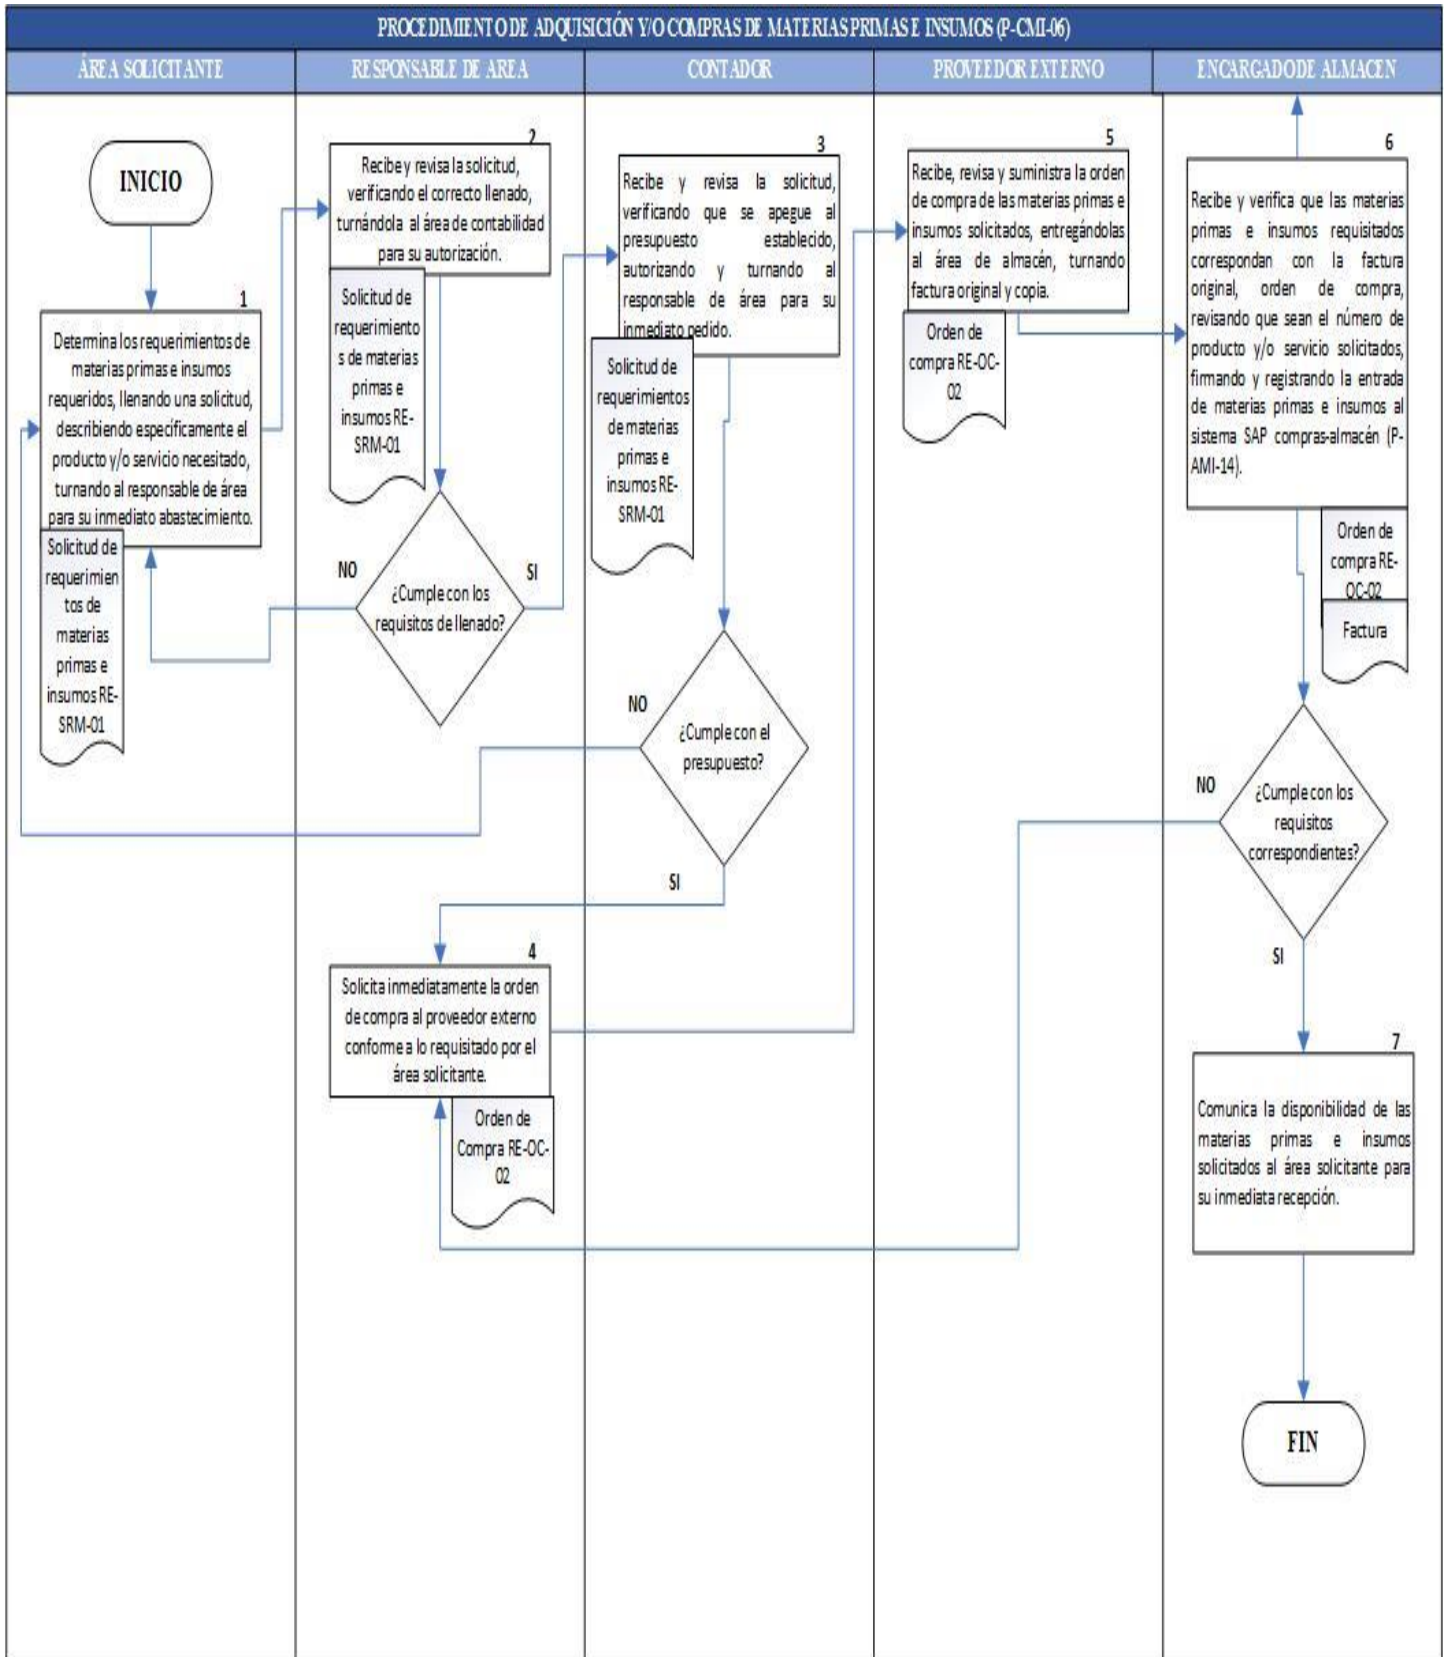 PROCEDIMIENTO DE ADQUISICIÓN Y/O COMPRAS DE MATERIAS PRIMAS E INSUMOS (P-CMI-06)
ÁREA SOLICITANTE
RESPONSABLE DE AREA
CONTADOR
PROVEEDOR EXTERNO
ENCARGADO DE ALMACEN
INICIO
1
Determina los requerimientos de
materias primas e insumos
requeridos, llenando una solicitud,
describiendo específicamente el
producto y/o servicio necesitado,
turnando al responsable de área
para su inmediato abastecimiento.
Solicitud de
requerimien
tos de
materias
primas e
insumos RE-
SRM-01
2
Recibe y revisa la solicitud,
verificando el correcto llenado,
turnándola al área de contabilidad
para su autorización.
Solicitud de
requerimiento
s de materias
primas e
insumos RE-
SRM-01
NO
SI
¿Cumple con los
requisitos de llenado?
3
Recibe y revisa la solicitud,
verificando que se apegue al
presupuesto establecido,
autorizando y turnando al
responsable de área para su
inmediato pedido.
Solicitud de
requerimientos
de materias
primas e
insumos RE-
SRM-01
NO
¿Cumple con el
presupuesto?
SI
4
Solicita inmediatamente la orden
de compra al proveedor externo
conforme a lo requisitado por el
área solicitante.
Orden de
Compra RE-OC-
02
5
Recibe, revisa y suministra la orden
de compra de las materias primas e
insumos solicitados, entregándolas
al área de almacén, turnando
factura original y copia.
Orden de
compra RE-OC-
02
6
Recibe y verifica que las materias
primas e insumos requisitados
correspondan con la factura
original, orden de compra,
revisando que sean el número de
producto y/o servicio solicitados,
firmando y registrando la entrada
de materias primas e insumos al
sistema SAP compras-almacén (P-
AMI-14).
Orden de
compra RE-
OC-02
Factura
NO
¿Cumple con los
requisitos
correspondientes?
SI
7
Comunica la disponibilidad de las
materias primas e insumos
solicitados al área solicitante para
su inmediata recepción.
FIN